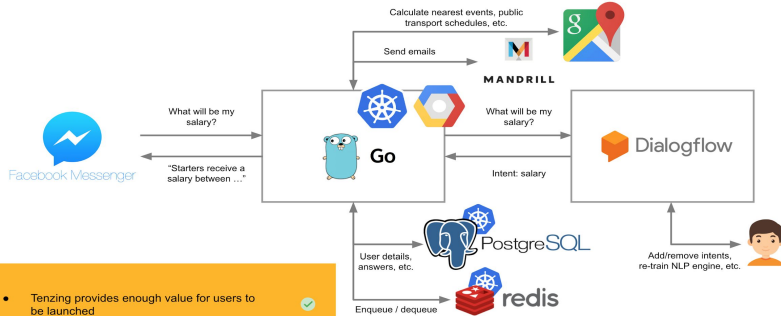 Calculate nearest events, public
transport schedules, etc.
g
Send emails
M
MANDRILL
What will be my
salary?
What will be my
salary?
Facebook Messenger
Go
Dialogflow
"Starters receive a
salary between …"
Intent: salary
PostgreSQL
User details,
answers, etc.
Add/remove intents,
re-train NLP engine, etc.
redis
Enqueue / dequeue
● Tenzing provides enough value for users to
be launched